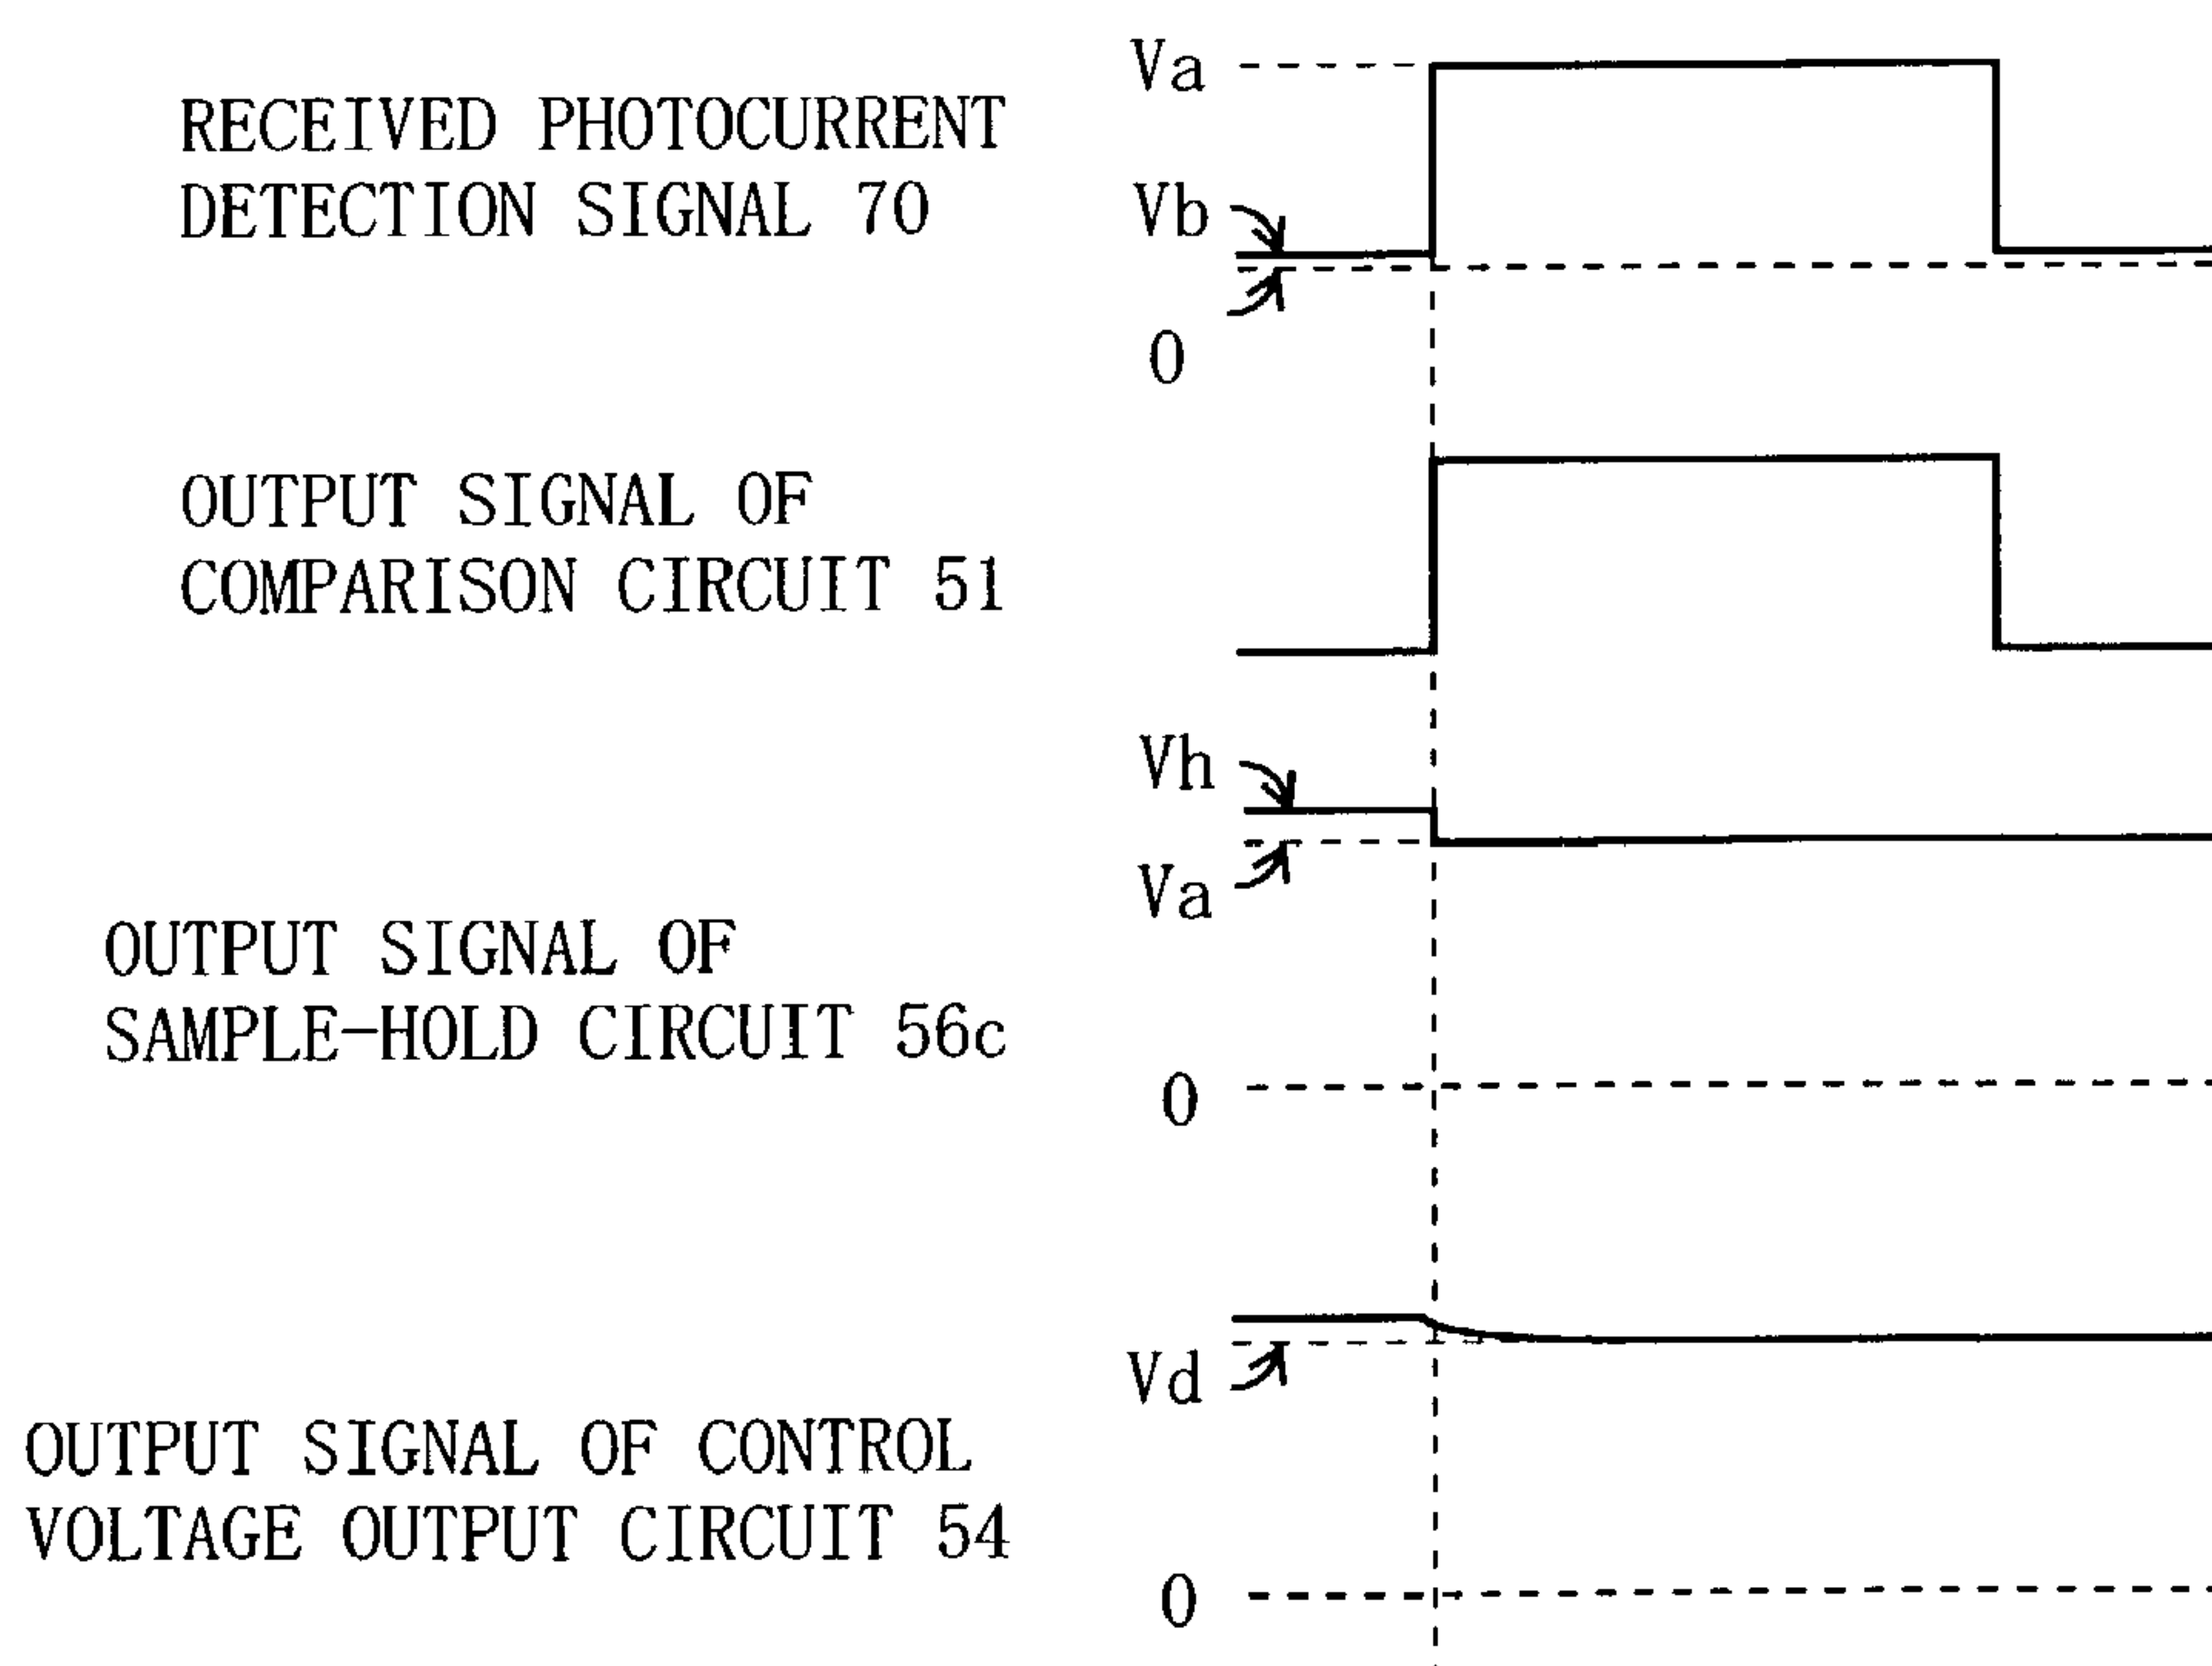 RECEIVED PHOTOCURRENT
DETECTION SIGNAL 70
Va
Vb
0
OUTPUT SIGNAL OF
COMPARISON CIRCUIT 51
Vh
Va
OUTPUT SIGNAL OF
SAMPLE-HOLD CIRCUIT 56c
0
Vd
OUTPUT SIGNAL OF CONTROL
VOLTAGE OUTPUT CIRCUIT 54
0